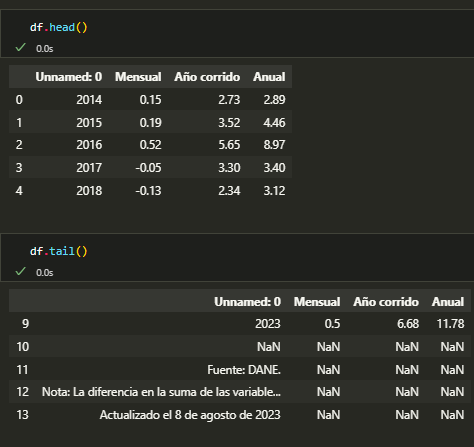 df.head()
✓ 0.0s
Unnamed: 0 Mensual Año corrido Anual
0 2014 0.15 2.73 2.89
1 2015 0.19 3.52 4.46
2 2016 0.52 5.65 8.97
3 2017 -0.05 3.30 3.40
4 2018 -0.13 2.34 3.12
df.tail()
✓ 0.0s
Unnamed: 0 Mensual Año corrido Anual
9 2023 0.5 6.68 11.78
10 NaN NaN NaN NaN
11 Fuente: DANE. NaN NaN NaN
12 Nota: La diferencia en la suma de las variable... NaN NaN NaN
13 Actualizado el 8 de agosto de 2023 NaN NaN NaN